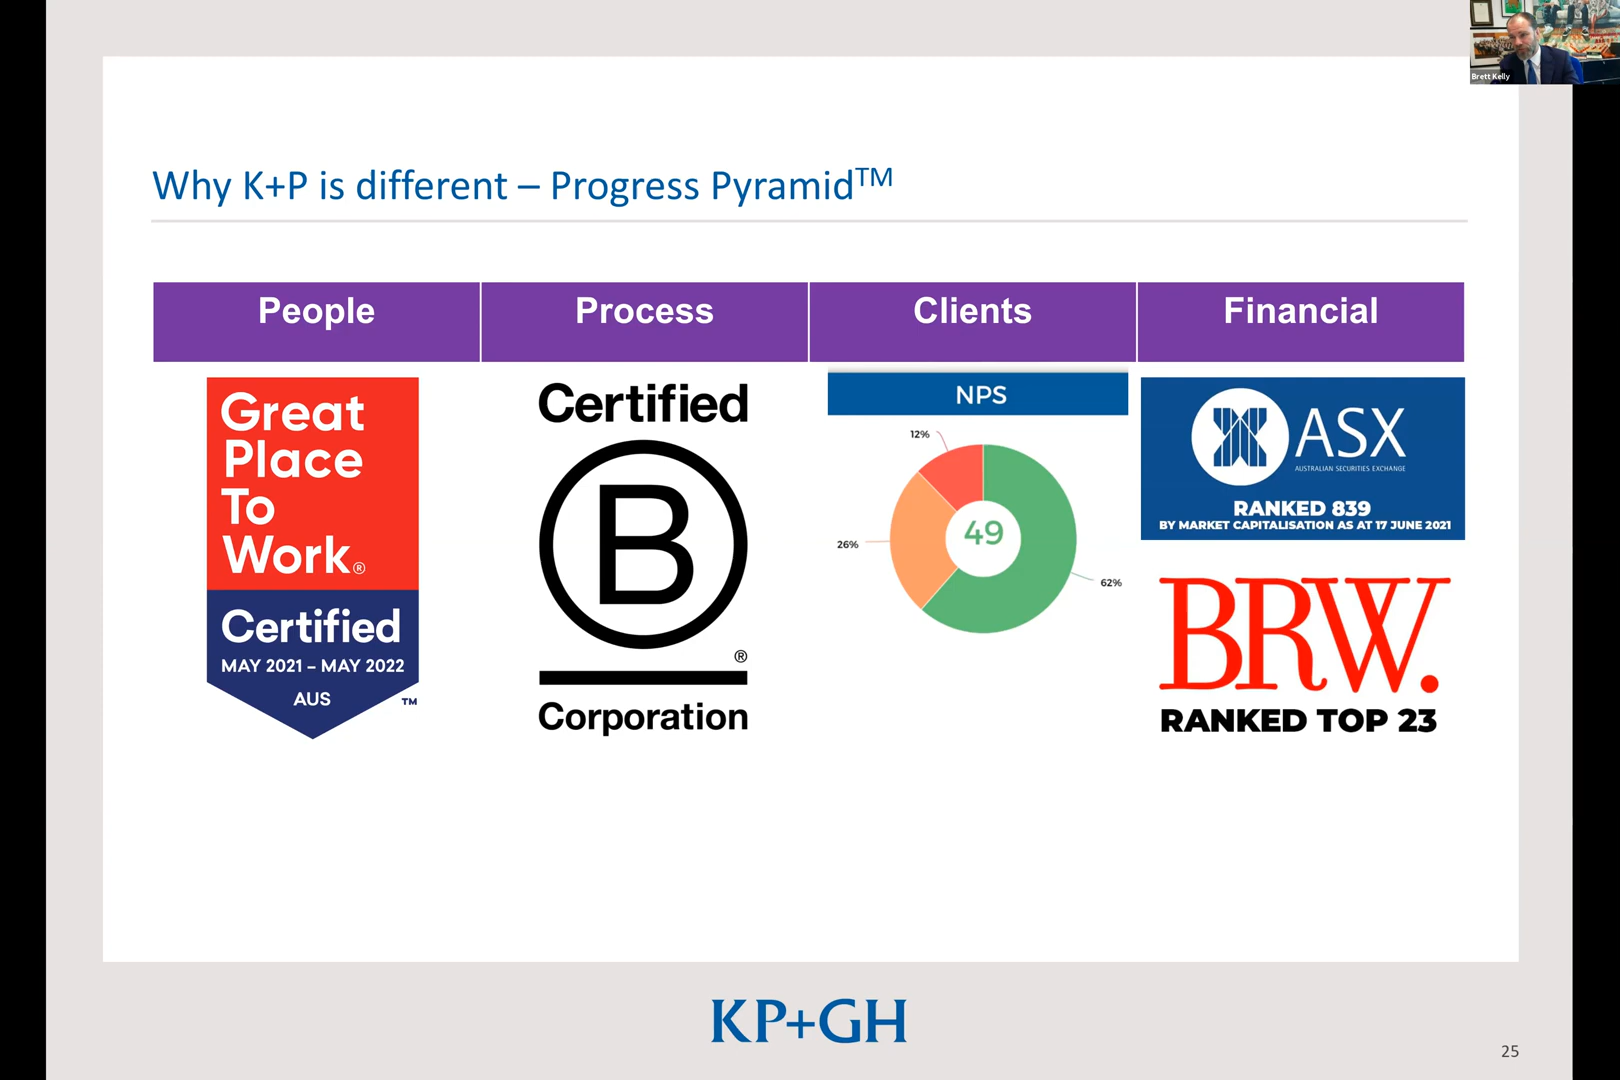 Brett Kelly
Why K+P is different – Progress Pyramid™
People
Process
Clients
Financial
Great
Place
To
Work®
Certified
MAY 2021 – MAY 2022
AUS
™
Certified
B
®
Corporation
NPS
12%
49
26%
62%
ASX
AUSTRALIAN SECURITIES EXCHANGE
RANKED 839
BY MARKET CAPITALISATION AS AT 17 JUNE 2021
BRW.
RANKED TOP 23
KP+GH
25